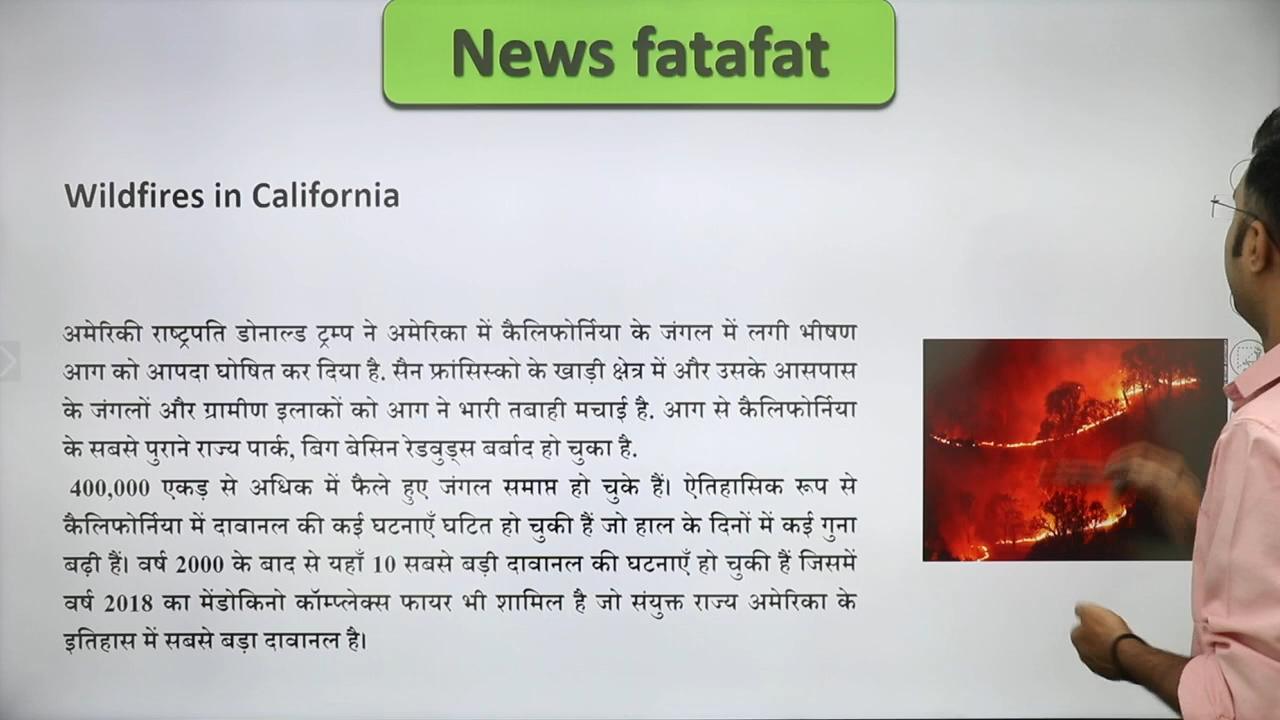 News fatafat
Wildfires in California
अमेरिकी राष्ट्रपति डोनाल्ड ट्रम्प ने अमेरिका में कैलिफोर्निया के जंगल में लगी भीषण
आग को आपदा घोषित कर दिया है. सैन फ्रांसिस्को के खाड़ी क्षेत्र में और उसके आसपास
के जंगलों और ग्रामीण इलाकों को आग ने भारी तबाही मचाई है. आग से कैलिफोर्निया
के सबसे पुराने राज्य पार्क, बिग बेसिन रेडवुड्स बर्बाद हो चुका है.
400,000 एकड़ से अधिक में फैले हुए जंगल समाप्त हो चुके हैं। ऐतिहासिक रूप से
कैलिफोर्निया में दावानल की कई घटनाएँ घटित हो चुकी हैं जो हाल के दिनों में कई गुना
बढ़ी हैं। वर्ष 2000 के बाद से यहाँ 10 सबसे बड़ी दावानल की घटनाएँ हो चुकी हैं जिसमें
वर्ष 2018 का मेंडोकिनो कॉम्प्लेक्स फायर भी शामिल है जो संयुक्त राज्य अमेरिका के
इतिहास में सबसे बड़ा दावानल है।